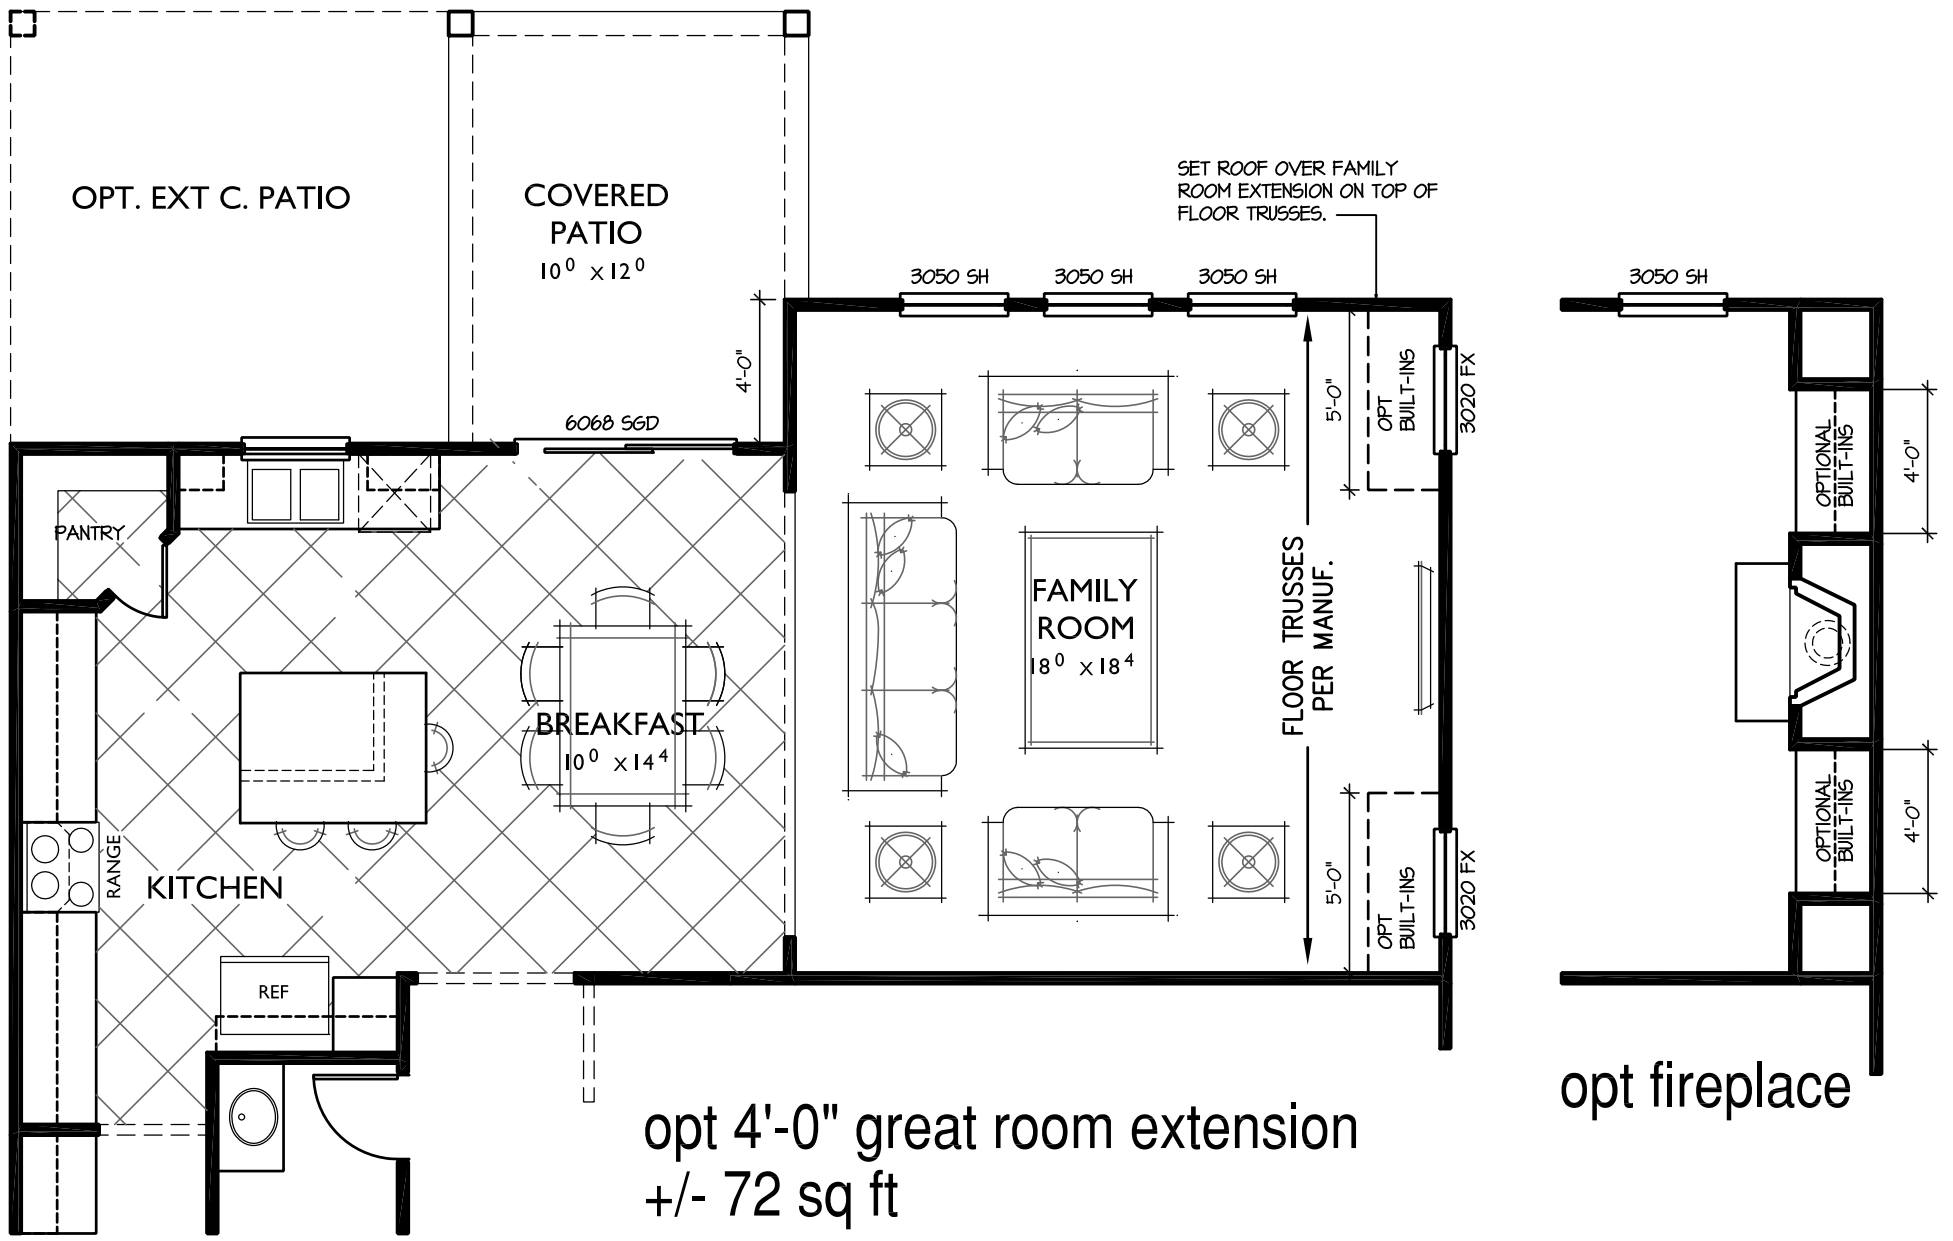 OPT. EXT C. PATIO
COVERED
PATIO
10⁰ x12⁰
SET ROOF OVER FAMILY
ROOM EXTENSION ON TOP OF
FLOOR TRUSSES.
3050 SH
3050 SH
3050 SH
3050 SH
4'-0"
6068 SGD
5'-0"
OPT
BUILT-INS
3020 FX
OPTIONAL
BUILT-INS
4'-0"
PANTRY
FAMILY
ROOM
18⁰ x18⁴
FLOOR TRUSSES
PER MANUF.
BREAKFAST
10⁰ x14⁴
RANGE
KITCHEN
5'-0"
OPT
BUILT-INS
3020 FX
OPTIONAL
BUILT-INS
4'-0"
REF
opt fireplace
opt 4'-0" great room extension
+/- 72 sq ft